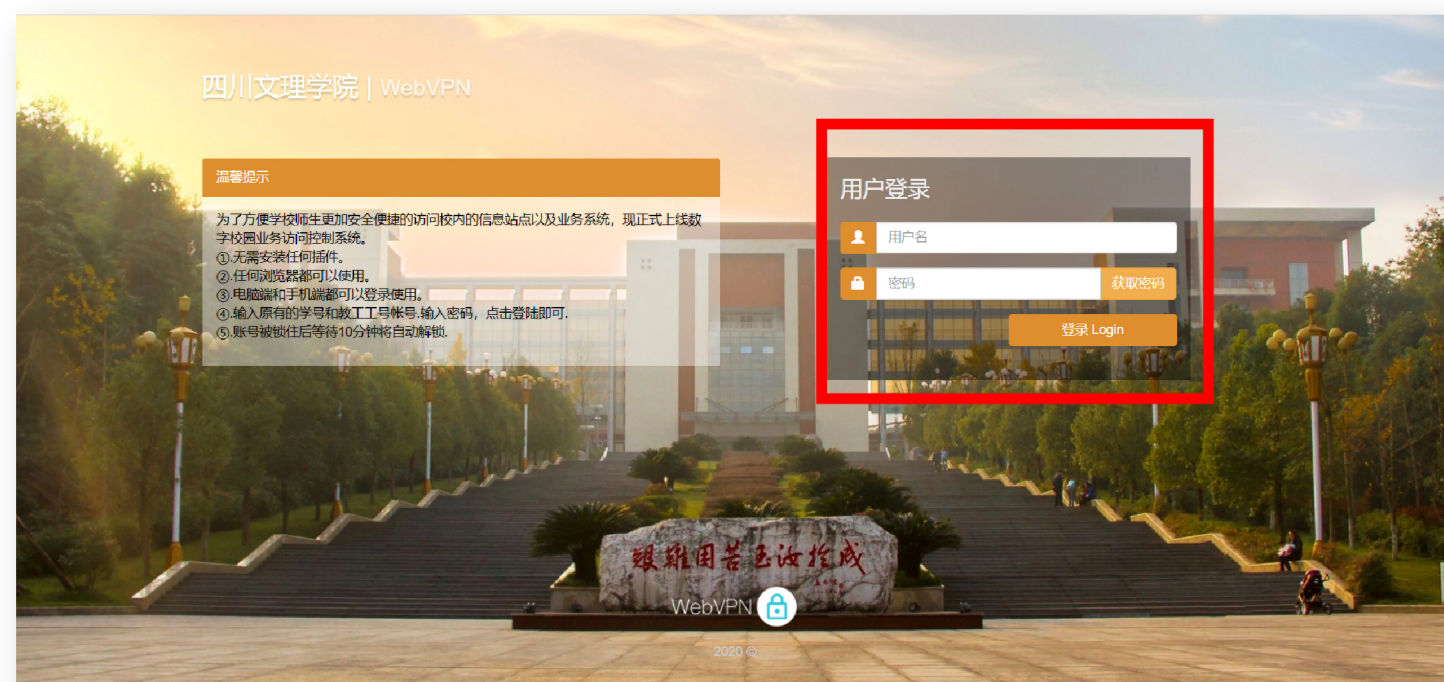 四川文理学院 | WebVPN
温馨提示
为了方便学校师生更加安全便捷的访问校内的信息站点以及业务系统，现正式上线数
字校园业务访问控制系统。
①.无需安装任何插件。
②.任何浏览器都可以使用。
③.电脑端和手机端都可以登录使用。
④.输入原有的学号和教工工号帐号.输入密码，点击登陆即可.
⑤.账号被锁住后等待10分钟将自动解锁.
用户登录
用户名
密码
获取密码
登录 Login
艰难困苦玉汝於成
WebVPN
2020 ©